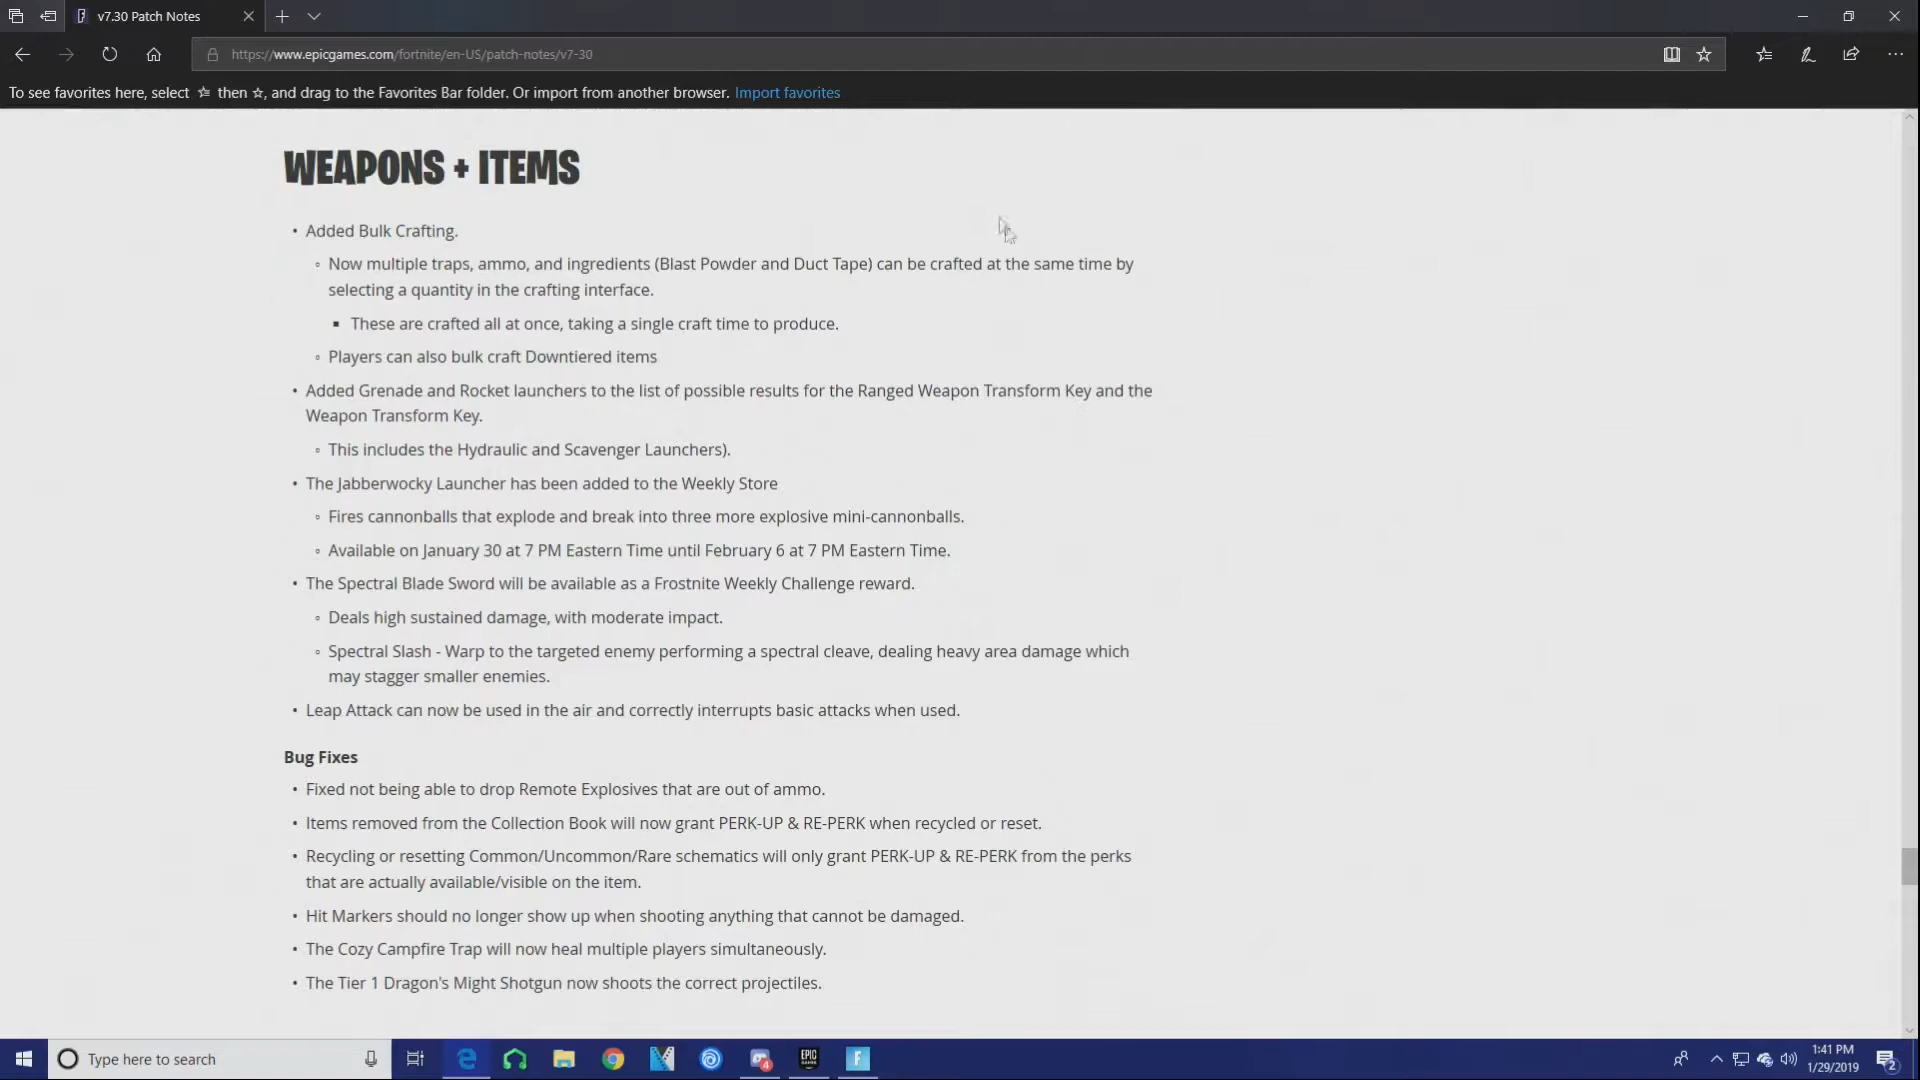 v7.30 Patch Notes
https://www.epicgames.com/fortnite/en-US/patch-notes/v7-30
To see favorites here, select ☆ then ☆, and drag to the Favorites Bar folder. Or import from another browser. Import favorites
WEAPONS + ITEMS
• Added Bulk Crafting.
◦ Now multiple traps, ammo, and ingredients (Blast Powder and Duct Tape) can be crafted at the same time by
selecting a quantity in the crafting interface.
▪ These are crafted all at once, taking a single craft time to produce.
◦ Players can also bulk craft Downtiered items
• Added Grenade and Rocket launchers to the list of possible results for the Ranged Weapon Transform Key and the
Weapon Transform Key.
◦ This includes the Hydraulic and Scavenger Launchers).
• The Jabberwocky Launcher has been added to the Weekly Store
◦ Fires cannonballs that explode and break into three more explosive mini-cannonballs.
◦ Available on January 30 at 7 PM Eastern Time until February 6 at 7 PM Eastern Time.
• The Spectral Blade Sword will be available as a Frostnite Weekly Challenge reward.
◦ Deals high sustained damage, with moderate impact.
◦ Spectral Slash - Warp to the targeted enemy performing a spectral cleave, dealing heavy area damage which
may stagger smaller enemies.
• Leap Attack can now be used in the air and correctly interrupts basic attacks when used.
Bug Fixes
• Fixed not being able to drop Remote Explosives that are out of ammo.
• Items removed from the Collection Book will now grant PERK-UP & RE-PERK when recycled or reset.
• Recycling or resetting Common/Uncommon/Rare schematics will only grant PERK-UP & RE-PERK from the perks
that are actually available/visible on the item.
• Hit Markers should no longer show up when shooting anything that cannot be damaged.
• The Cozy Campfire Trap will now heal multiple players simultaneously.
• The Tier 1 Dragon's Might Shotgun now shoots the correct projectiles.
Type here to search
4
EPIC
GAMES
F
1:41 PM
1/29/2019
2